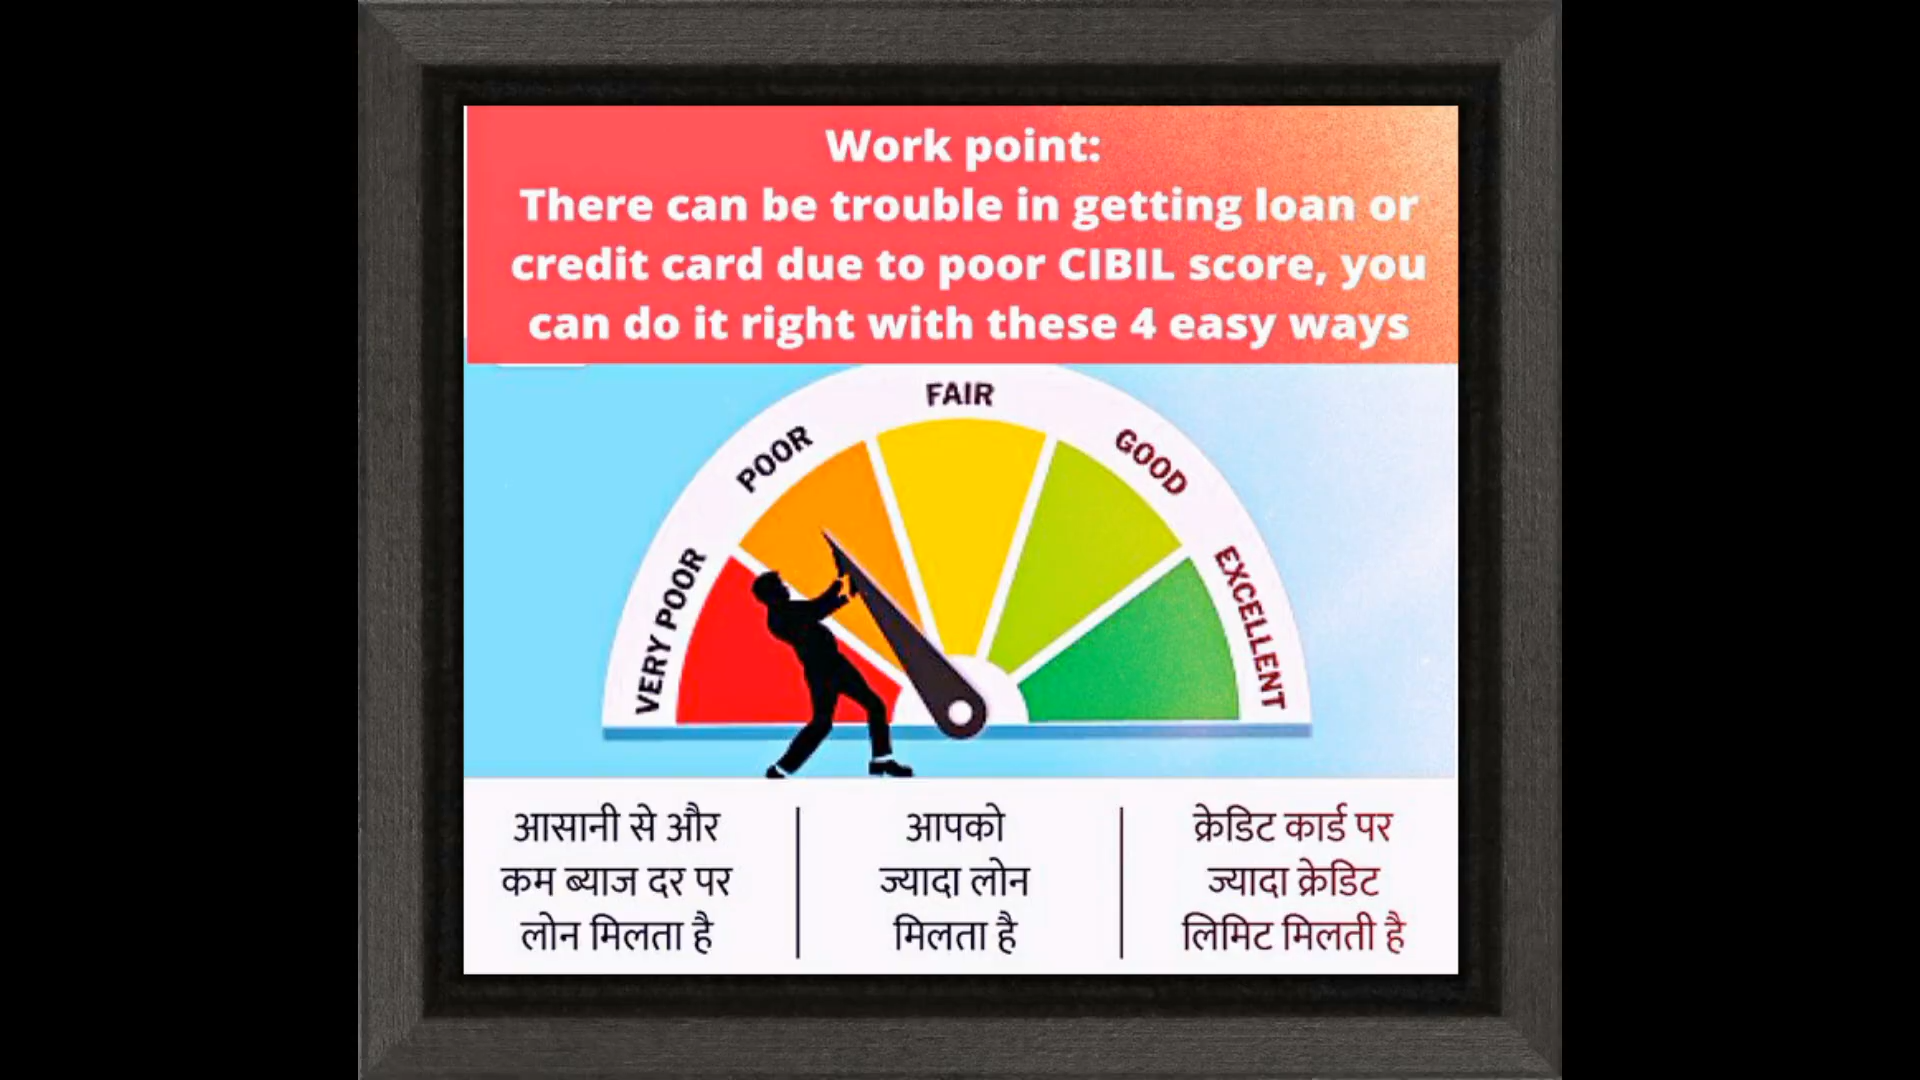 Work point:
There can be trouble in getting loan or
credit card due to poor CIBIL score, you
can do it right with these 4 easy ways
FAIR
POOR
GOOD
VERY POOR
EXCELLENT
आसानी से और
कम ब्याज दर पर
लोन मिलता है
आपको
ज्यादा लोन
मिलता है
क्रेडिट कार्ड पर
ज्यादा क्रेडिट
लिमिट मिलती है